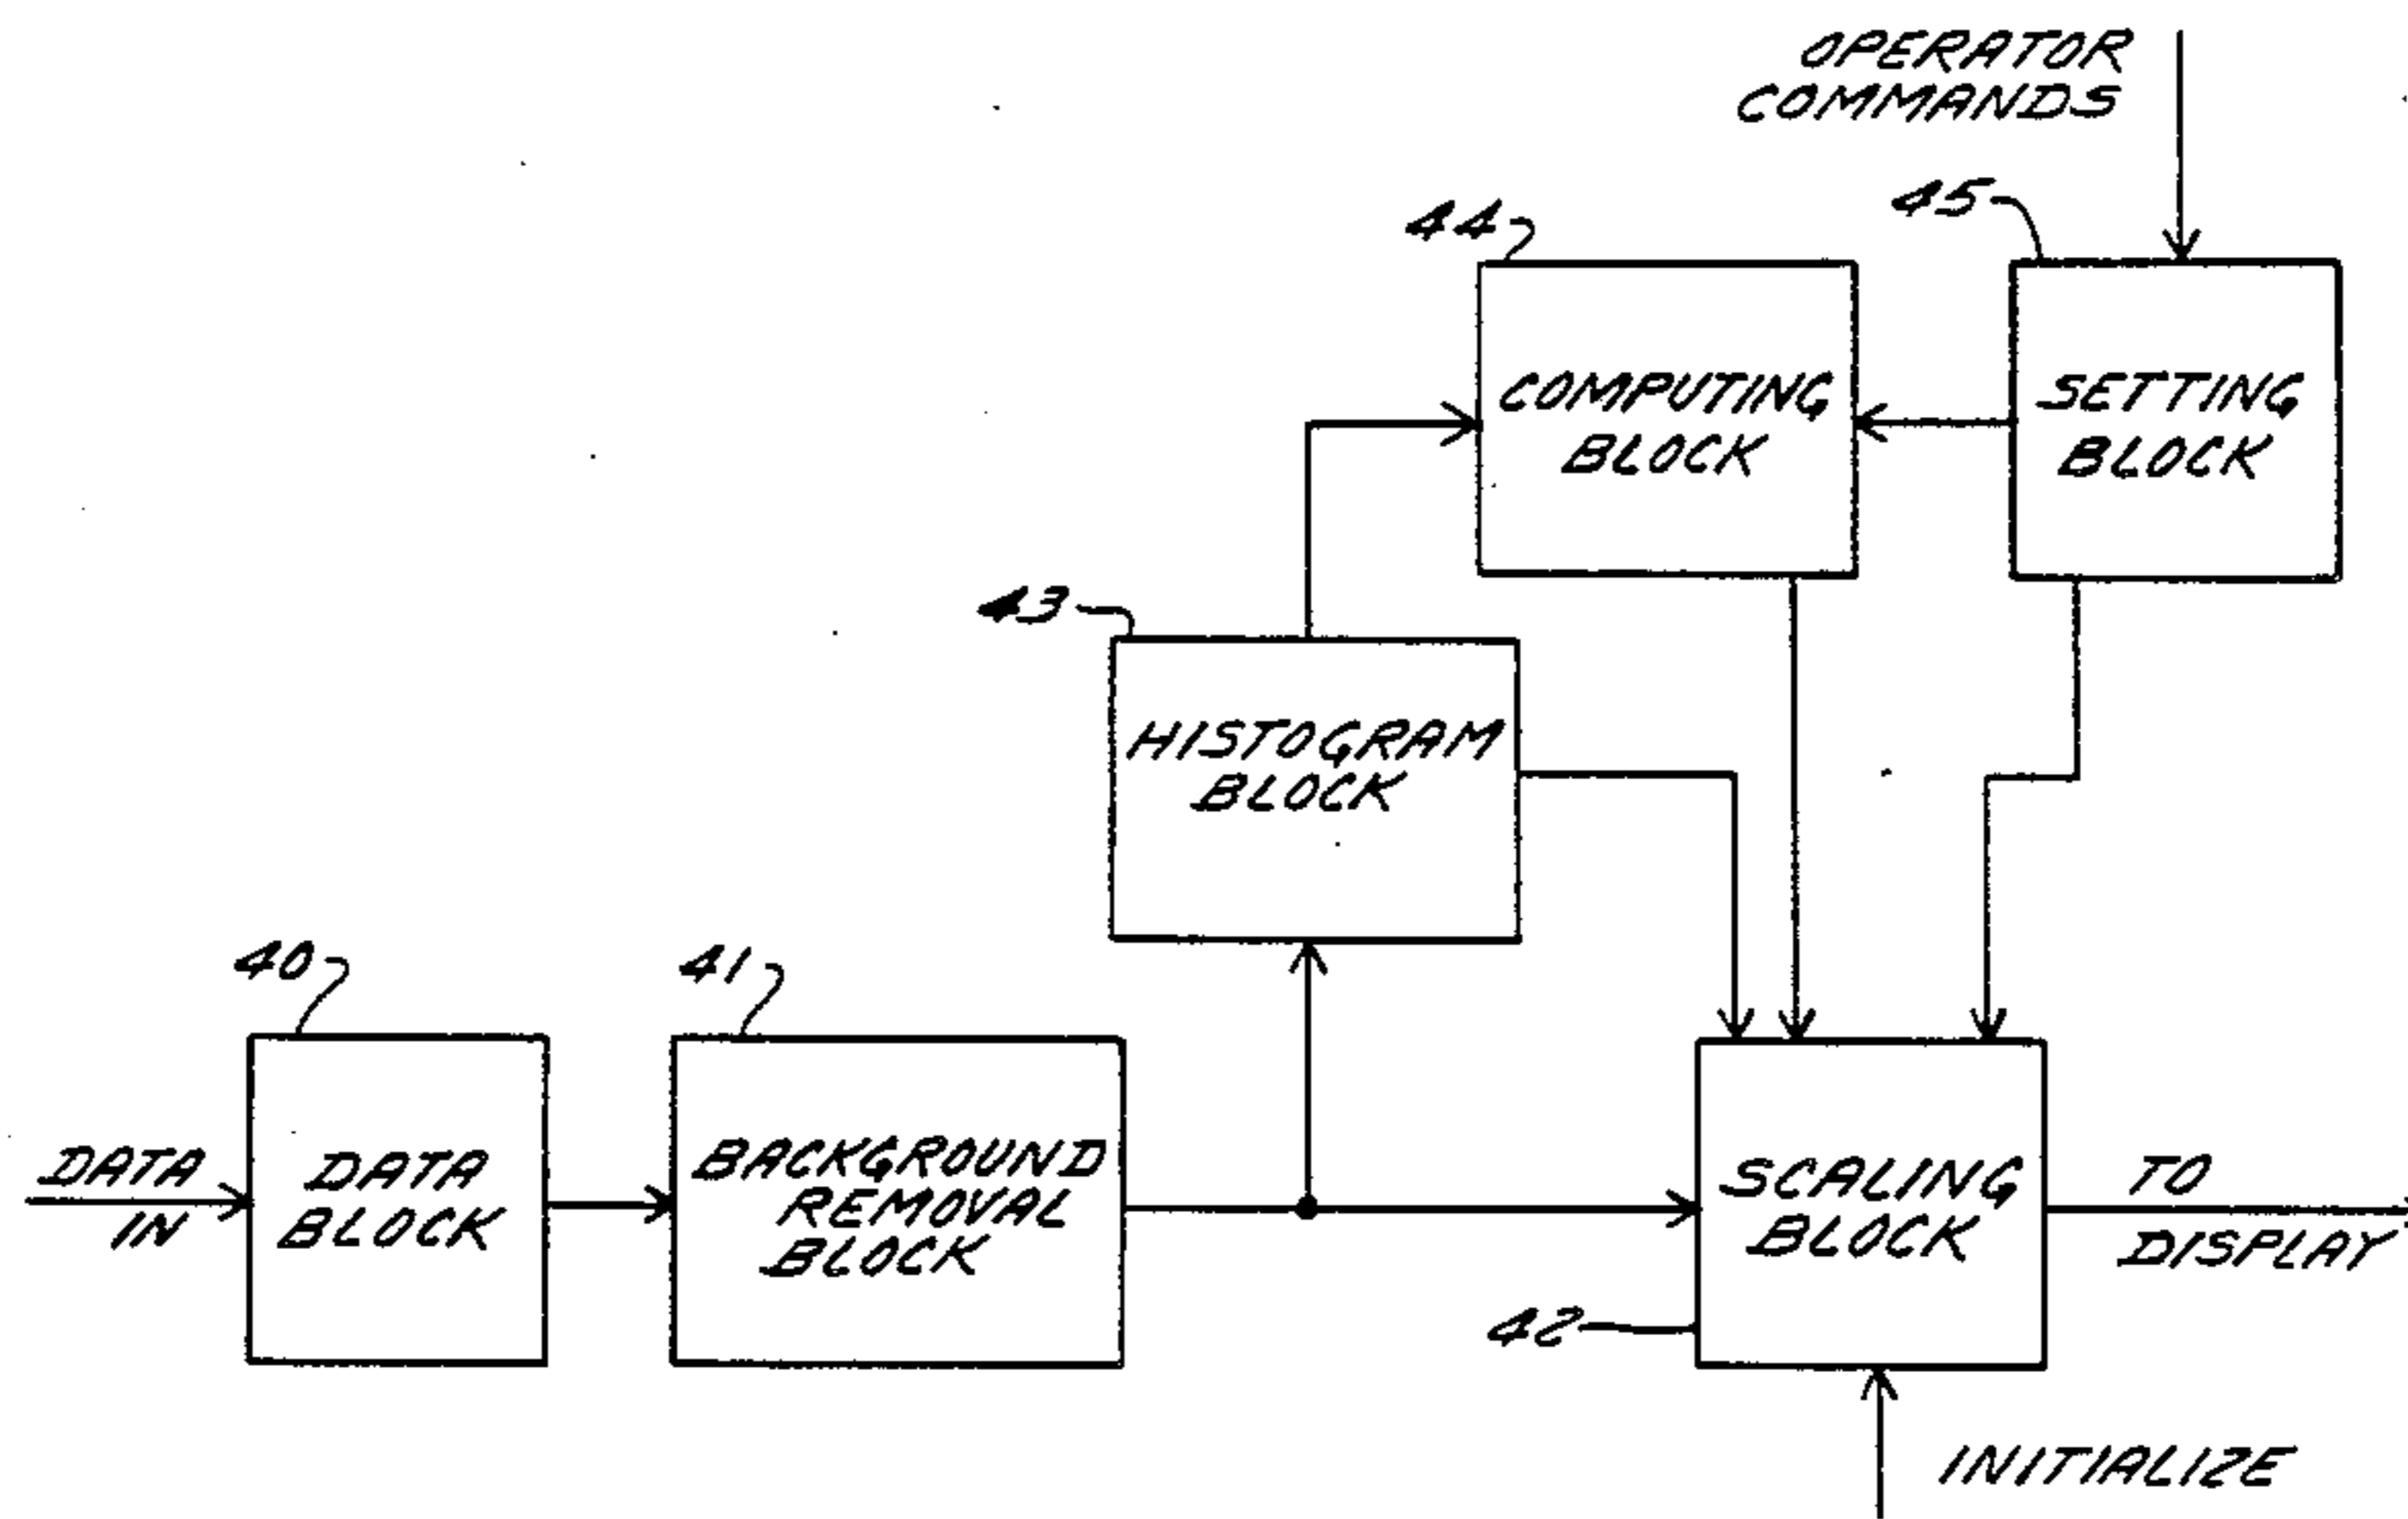 OPERATOR
COMMANDS
44
45
COMPUTING
BLOCK
SETTING
BLOCK
43
HISTOGRAM
BLOCK
40
41
DATA
IN
DATA
BLOCK
BACKGROUND
REMOVAL
BLOCK
SCALING
BLOCK
TO
DISPLAY
42
INITIALIZE